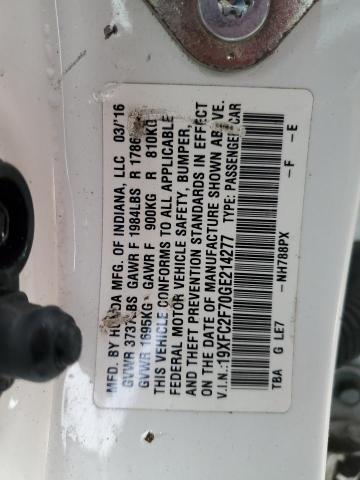 MFD. BY HONDA MFG. OF INDIANA, LLC 03/'16
GVWR 3737LBS GAWR F 1984LBS R 1786
GVWR 1695KG GAWR F 900KG R 810KG
THIS VEHICLE CONFORMS TO ALL APPLICABLE
FEDERAL MOTOR VEHICLE SAFETY, BUMPER,
AND THEFT PREVENTION STANDARDS IN EFFECT
ON THE DATE OF MANUFACTURE SHOWN ABOVE.
V.I.N.:19XFC2F70GE214277 TYPE: PASSENGER CAR
NH788PX F E
TBA G LE7